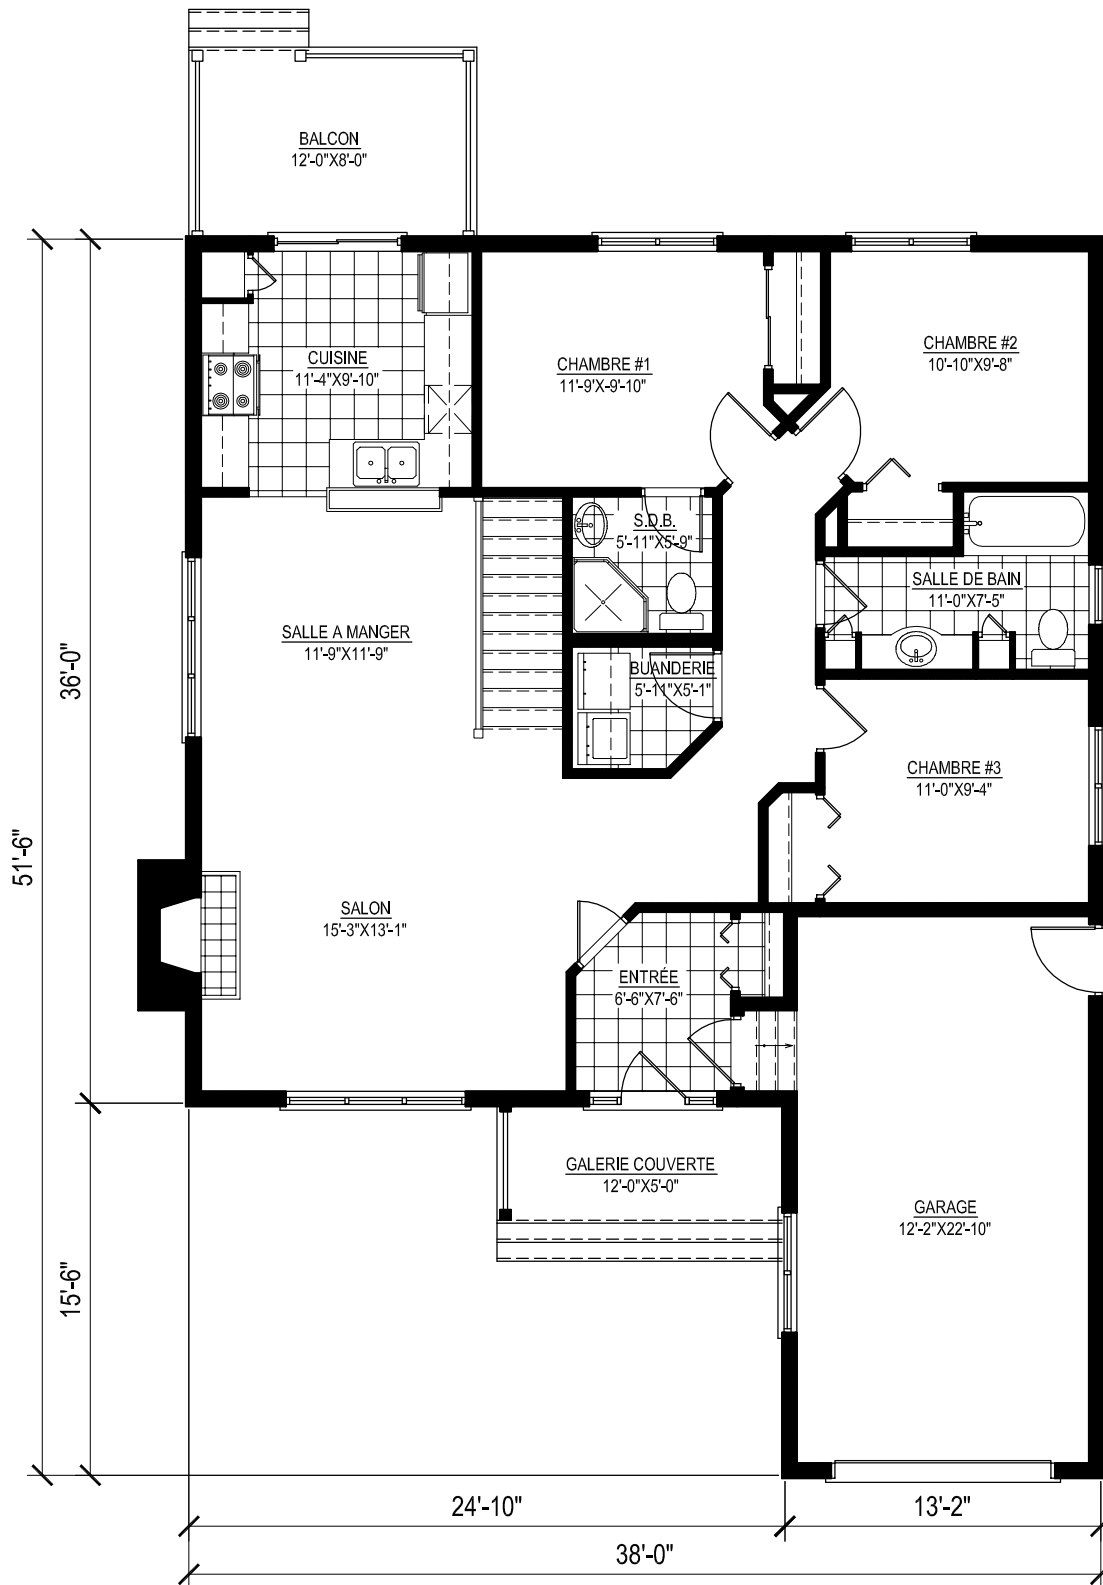 BALCON
12'-0"X8'-0"
CUISINE
11'-4"X9'-10"
CHAMBRE #1
11'-9'X-9'-10"
CHAMBRE #2
10'-10"X9'-8"
S.D.B.
5'-11"X5'-9"
SALLE DE BAIN
11'-0"X7'-5"
SALLE A MANGER
11'-9"X11'-9"
BUANDERIE
5'-11"X5'-1"
CHAMBRE #3
11'-0"X9'-4"
SALON
15'-3"X13'-1"
ENTRÉE
6'-6"X7'-6"
GALERIE COUVERTE
12'-0"X5'-0"
GARAGE
12'-2"X22'-10"
36'-0"
51'-6"
15'-6"
24'-10"
13'-2"
38'-0"